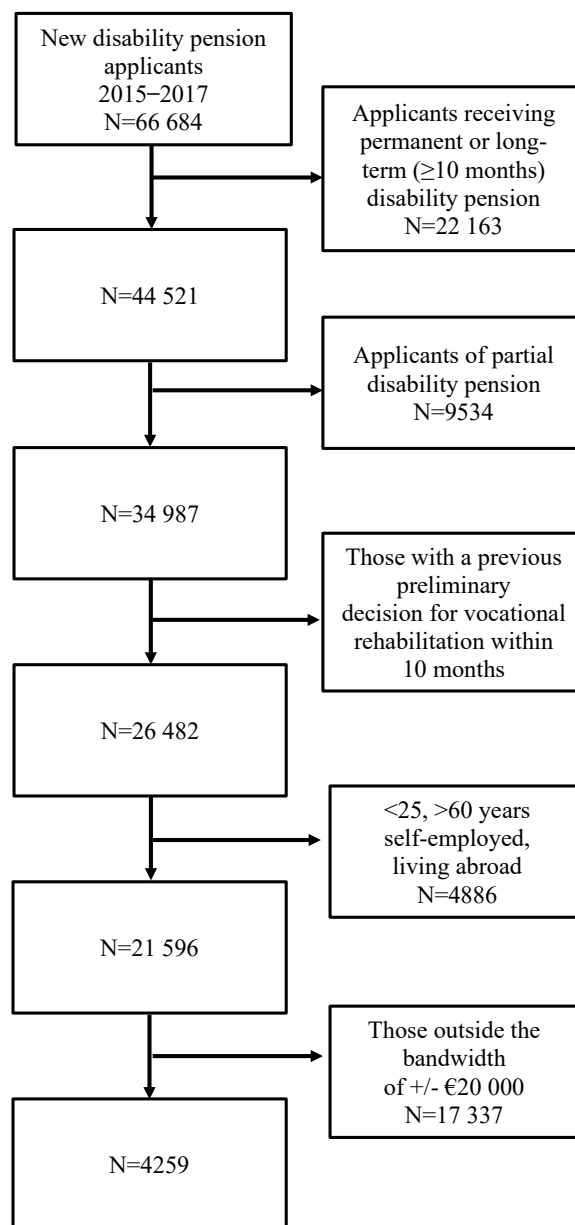 New disability pension
applicants
2015–2017
N=66 684
Applicants receiving
permanent or long-
term (≥10 months)
disability pension
N=22 163
N=44 521
Applicants of partial
disability pension
N=9534
N=34 987
Those with a previous
preliminary
decision for vocational
rehabilitation within
10 months
N=26 482
<25, >60 years
self-employed,
living abroad
N=4886
N=21 596
Those outside the
bandwidth
of +/- €20 000
N=17 337
N=4259